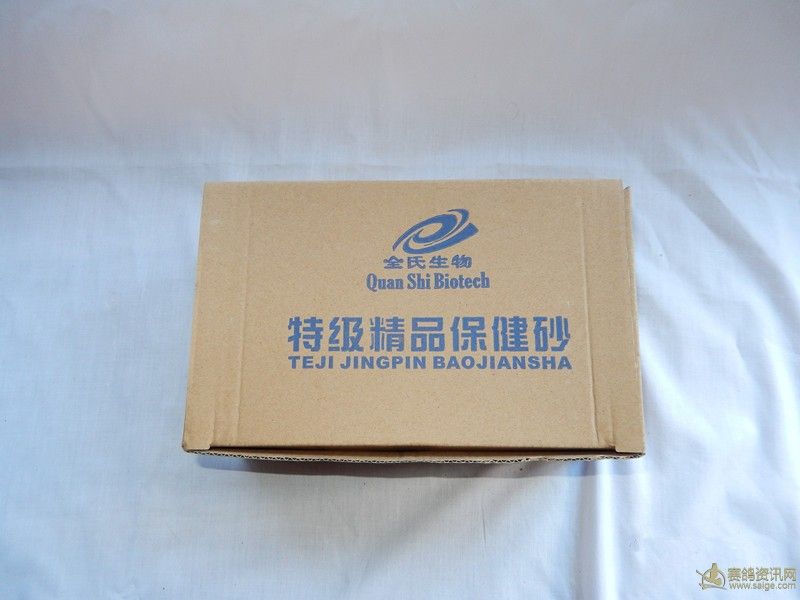 全氏生物
Quan Shi Biotech
特级精品保健砂
TEJI JINGPIN BAOJIANSHA
赛鸽资讯网
www.saige.com